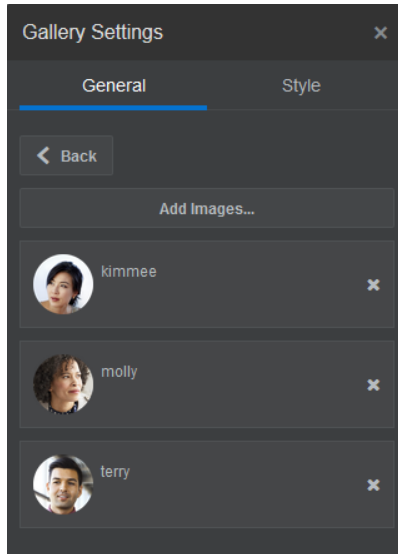 Gallery Settings
General
Style
Back
Add Images...
kimmee
molly
terry